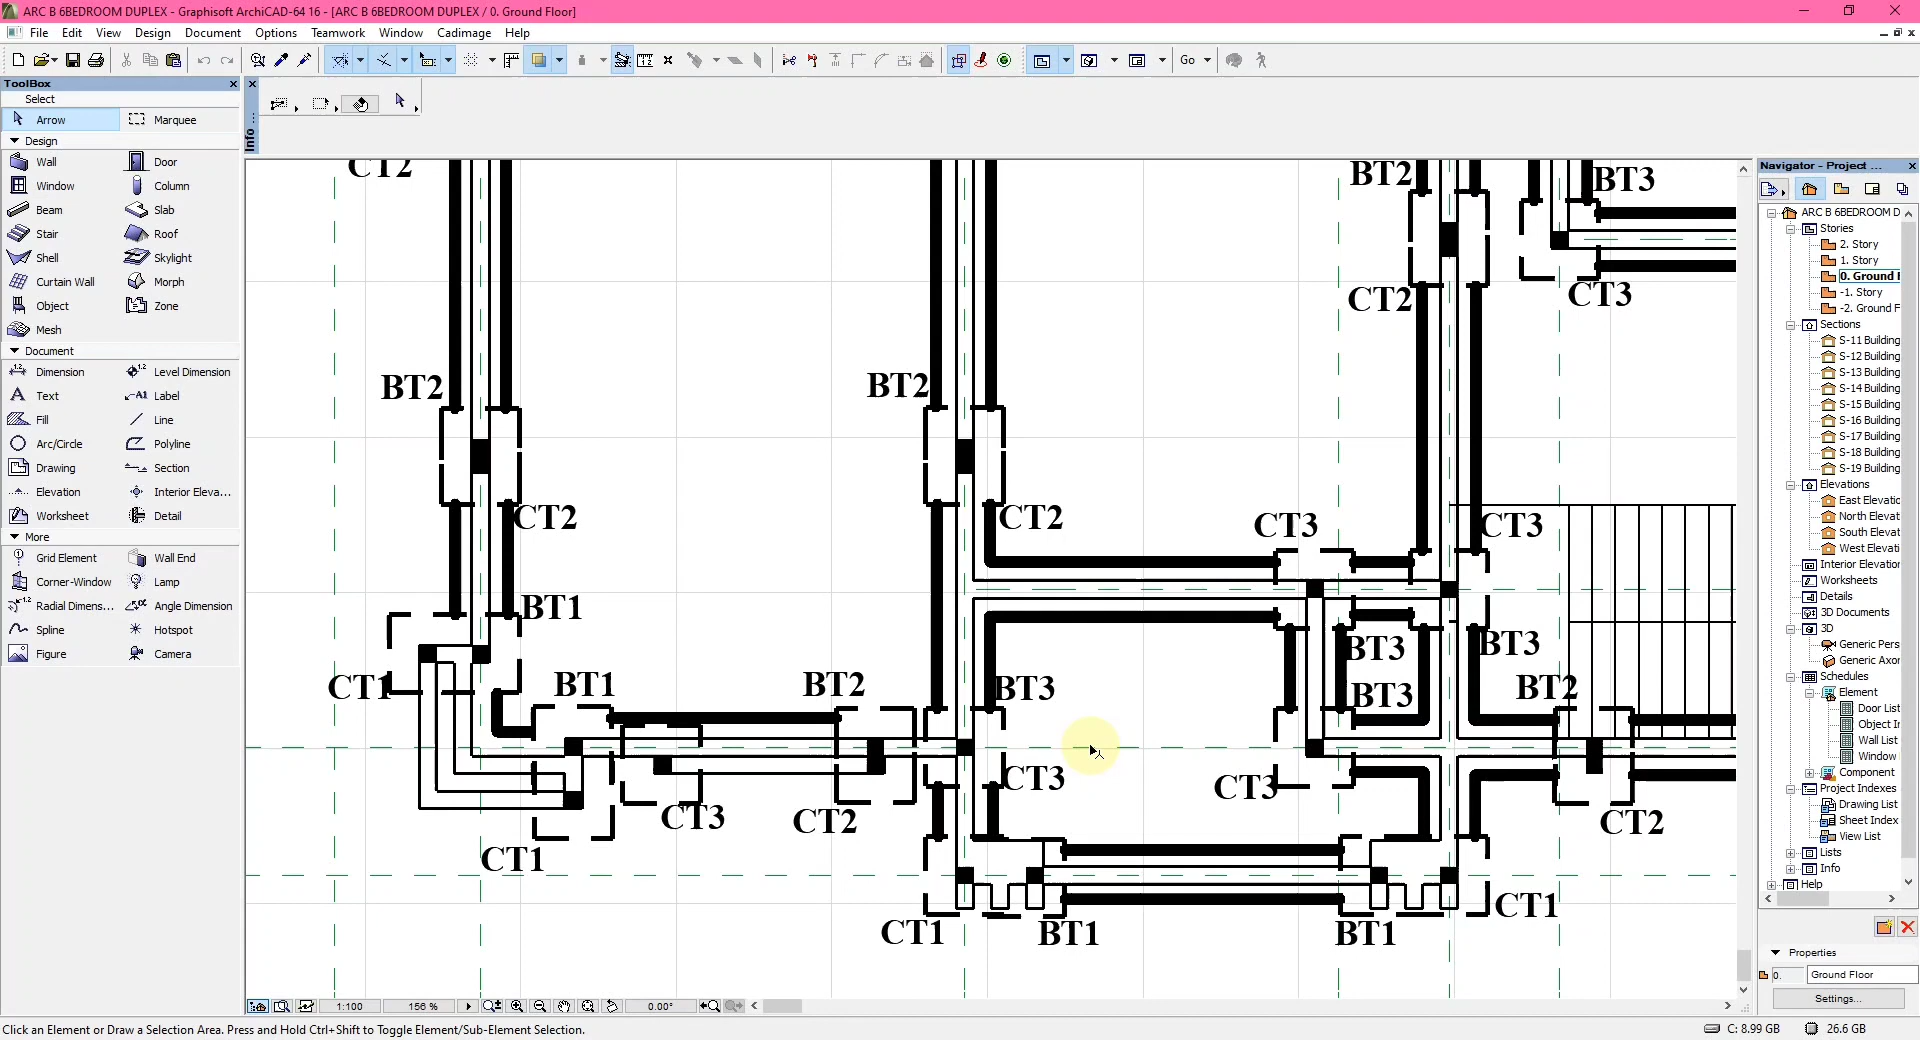 ARC B 6BEDROOM DUPLEX - Graphisoft ArchiCAD-64 16 - [ARC B 6BEDROOM DUPLEX / 0. Ground Floor]
File Edit View Design Document Options Teamwork Window Cadimage Help
Go
ToolBox
Select
Arrow Marquee
Design
Wall Door
Window Column
Beam Slab
Stair Roof
Shell Skylight
Curtain Wall Morph
Object Zone
Mesh
Document
Dimension Level Dimension
Text Label
Fill Line
Arc/Circle Polyline
Drawing Section
Elevation Interior Eleva...
Worksheet Detail
More
Grid Element Wall End
Corner-Window Lamp
Radial Dimens... Angle Dimension
Spline Hotspot
Figure Camera
Info ...
CT2 BT2 BT3
CT2 CT3
BT2 BT2
CT2 CT2 CT3 CT3
BT1 BT3 BT3
CT1 BT1 BT2 BT3 BT3 BT2
CT3 CT3
CT3 CT2 CT2
CT1
CT1 BT1 BT1 CT1
Navigator - Project ...
ARC B 6BEDROOM D
Stories
2. Story
1. Story
0. Ground F
-1. Story
-2. Ground F
Sections
S-11 Building
S-12 Building
S-13 Building
S-14 Building
S-15 Building
S-16 Building
S-17 Building
S-18 Building
S-19 Building
Elevations
East Elevatic
North Elevat
South Elevat
West Elevati
Interior Elevation
Worksheets
Details
3D Documents
3D
Generic Pers
Generic Axor
Schedules
Element
Door List
Object Ir
Wall List
Window
Component
Project Indexes
Drawing List
Sheet Index
View List
Lists
Info
Help
Properties
0. Ground Floor
Settings...
1:100 156 % 0.00°
Click an Element or Draw a Selection Area. Press and Hold Ctrl+Shift to Toggle Element/Sub-Element Selection.
C: 8.99 GB 26.6 GB